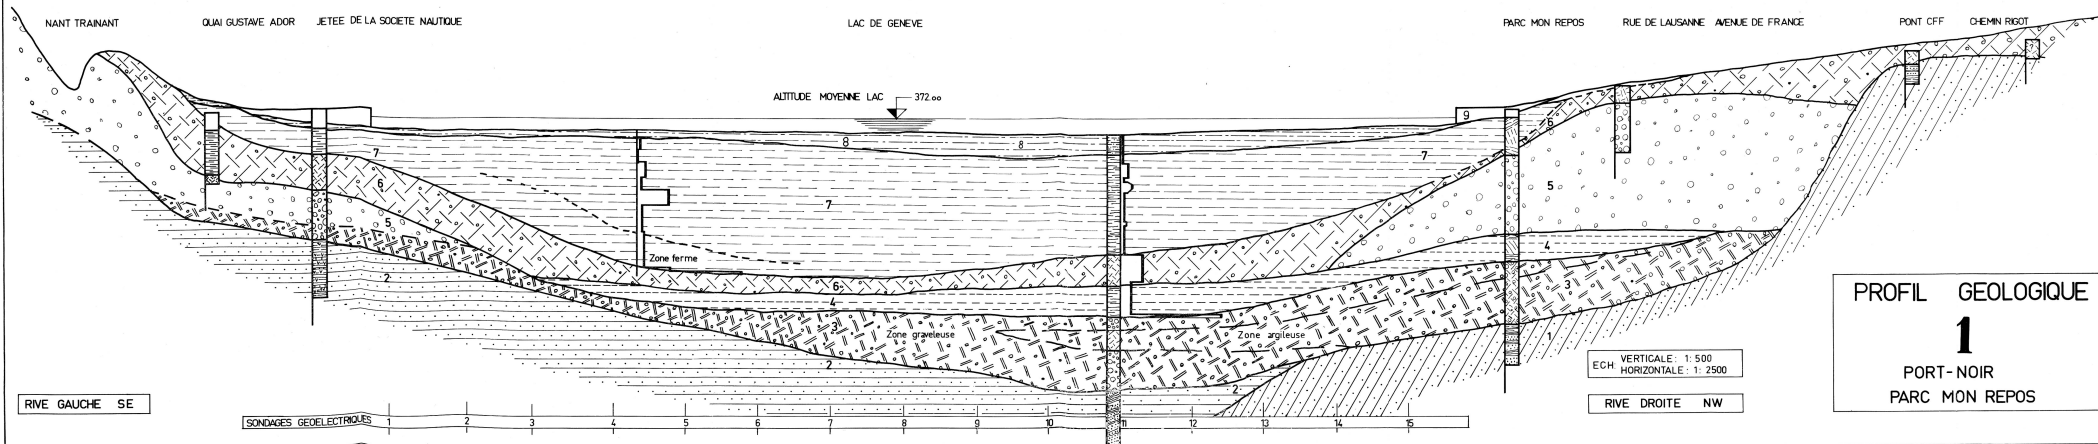 NANT TRAINANT QUAI GUSTAVE ADOR JETEE DE LA SOCIETE NAUTIQUE LAC DE GENEVE PARC MON REPOS RUE DE LAUSANNE AVENUE DE FRANCE PONT CFF CHEMIN RIGOT
ALTITUDE MOYENNE LAC 372.00
9
8 8
7 7 7
6 6
5 5
Zone ferme
4
2 6
4
3 3
Zone graveleuse Zone argileuse
1
2 2
PROFIL GEOLOGIQUE
1
PORT-NOIR
PARC MON REPOS
ECH: VERTICALE: 1:500
HORIZONTALE: 1:2500
RIVE GAUCHE SE
RIVE DROITE NW
SONDAGES GEOELECTRIQUES 1 2 3 4 5 6 7 8 9 10 11 12 13 14 15